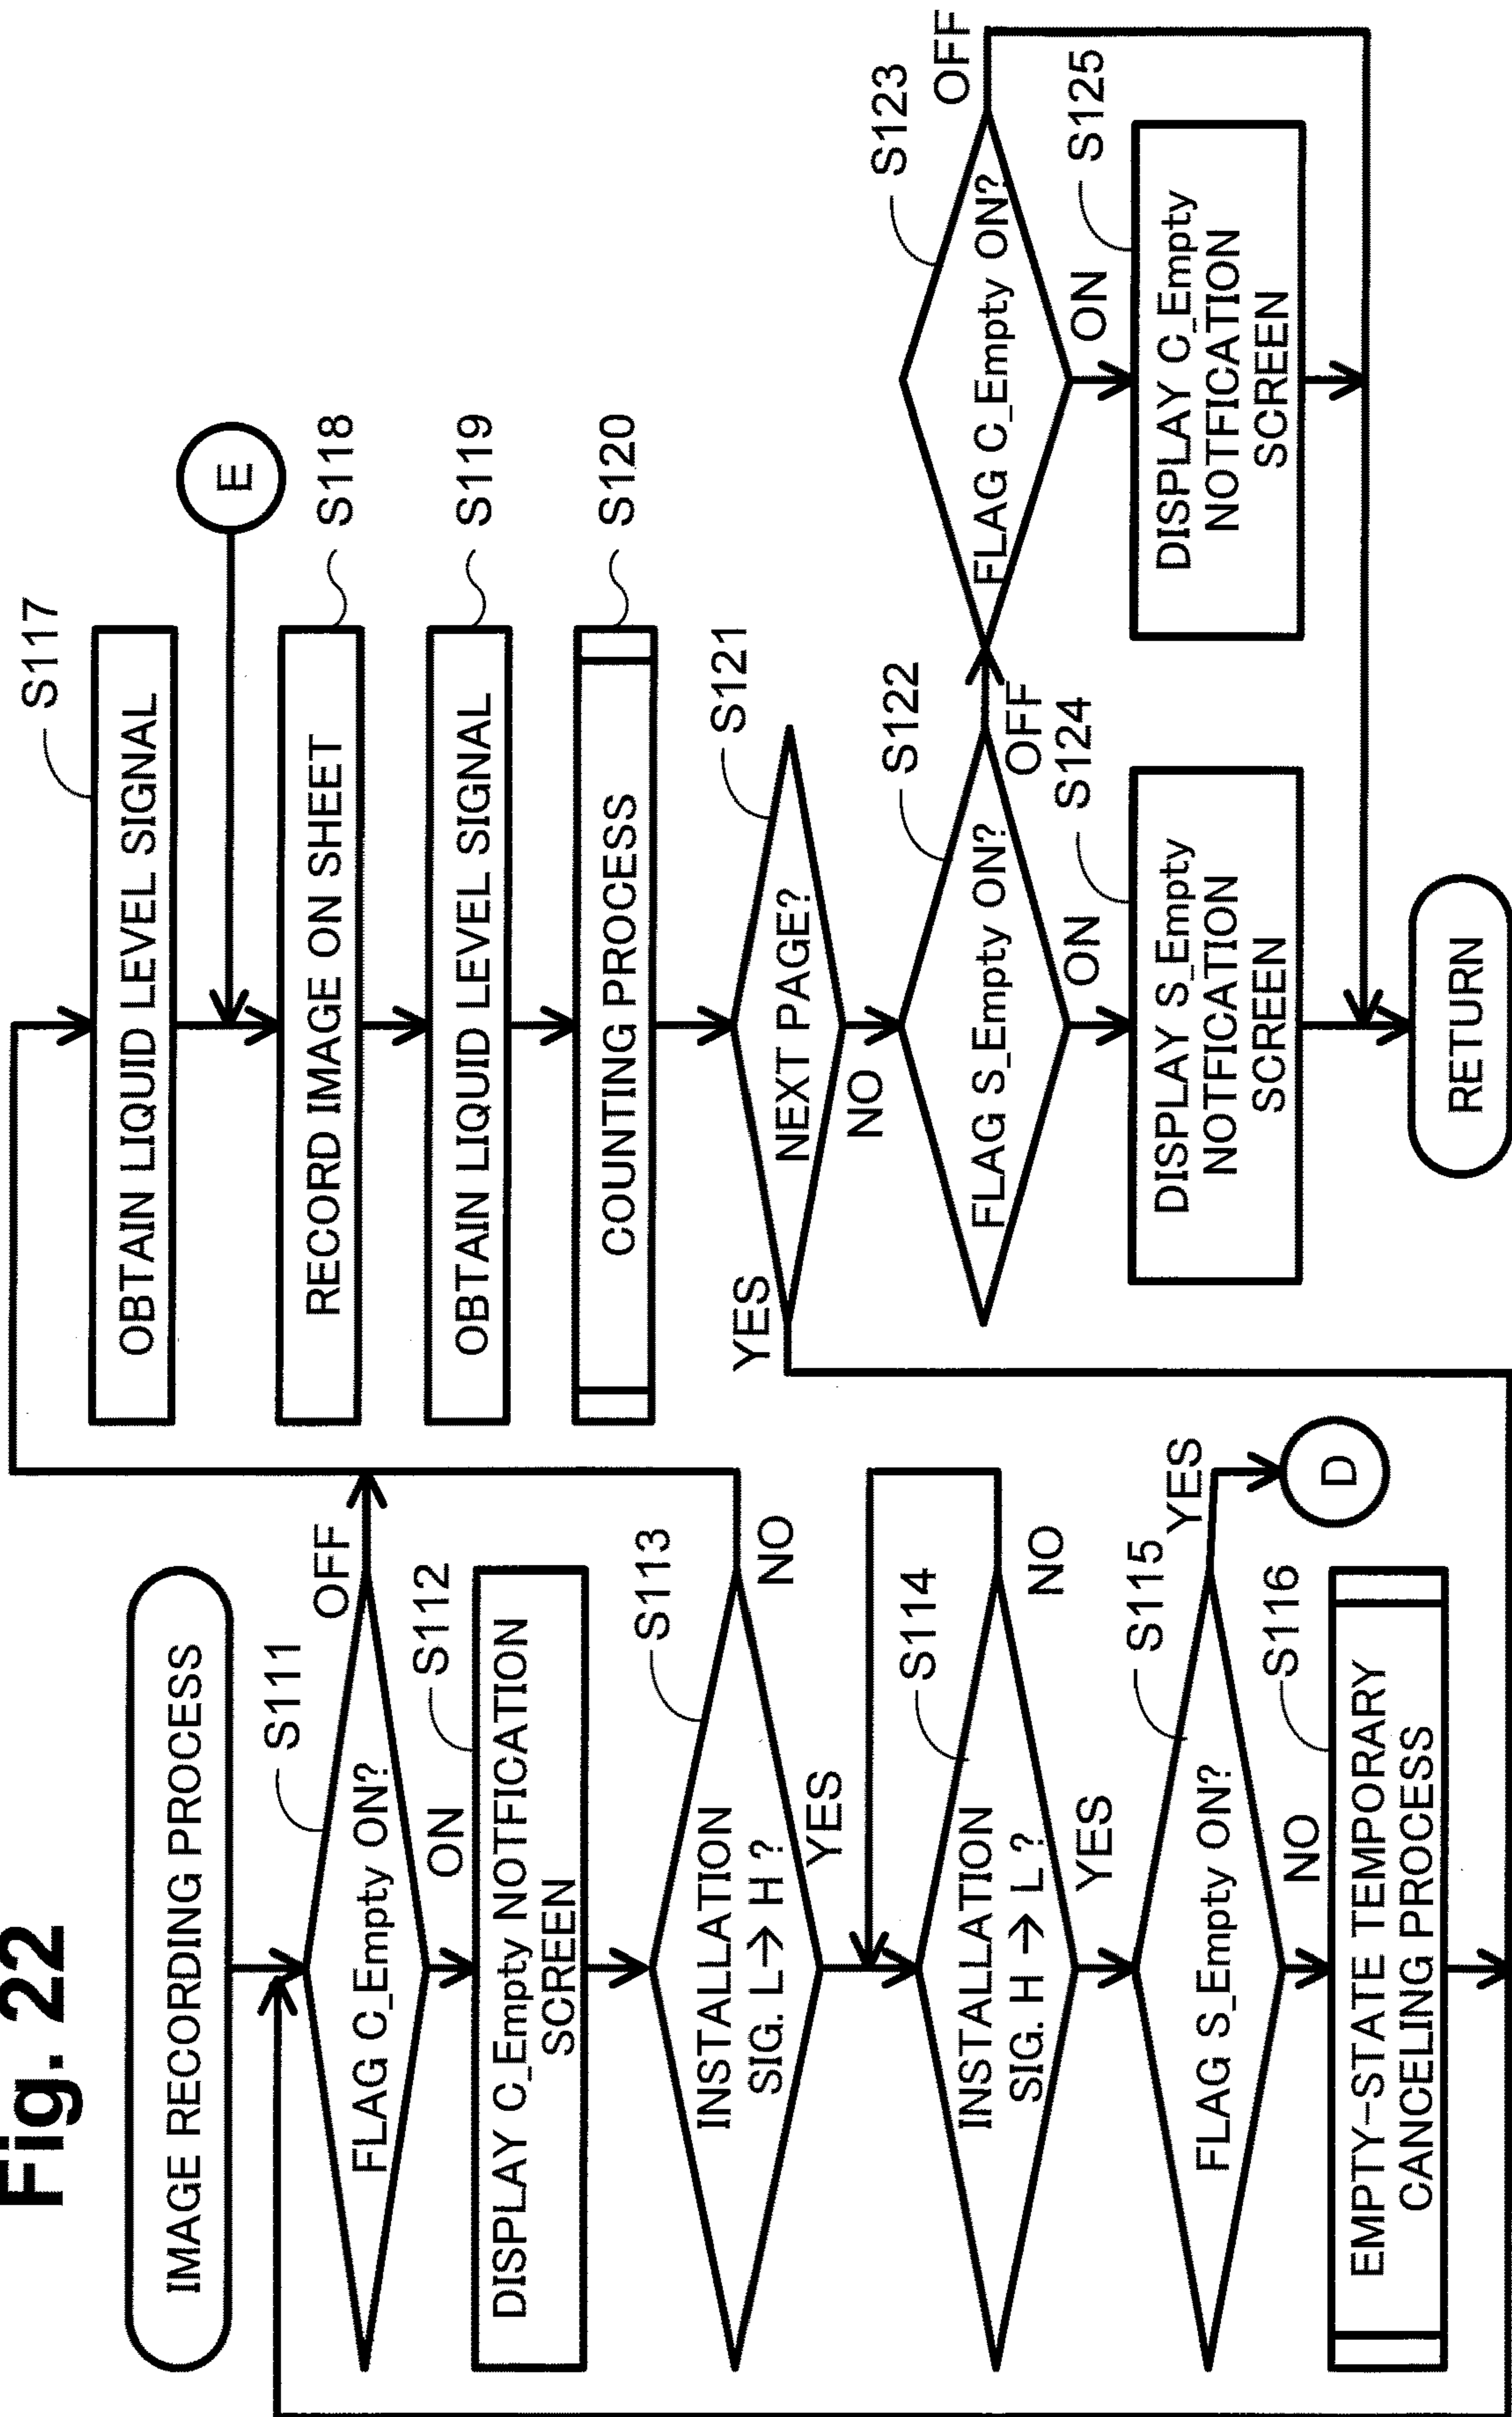 Fig. 22
IMAGE RECORDING PROCESS
S111
FLAG C_Empty ON?
OFF
ON
S112
DISPLAY C_Empty NOTFICATION
SCREEN
S113
INSTALLATION
SIG. L→ H ?
NO
YES
S114
INSTALLATION
SIG. H → L ?
NO
YES
S115
FLAG S_Empty ON?
YES
D
NO
S116
EMPTY-STATE TEMPORARY
CANCELING PROCESS
S117
OBTAIN LIQUID LEVEL SIGNAL
E
S118
RECORD IMAGE ON SHEET
S119
OBTAIN LIQUID LEVEL SIGNAL
S120
COUNTING PROCESS
S121
NEXT PAGE?
YES
NO
S122
FLAG S_Empty ON?
OFF
ON
S123
FLAG C_Empty ON?
OFF
ON
S124
DISPLAY S_Empty
NOTFICATION
SCREEN
S125
DISPLAY C_Empty
NOTFICATION
SCREEN
RETURN